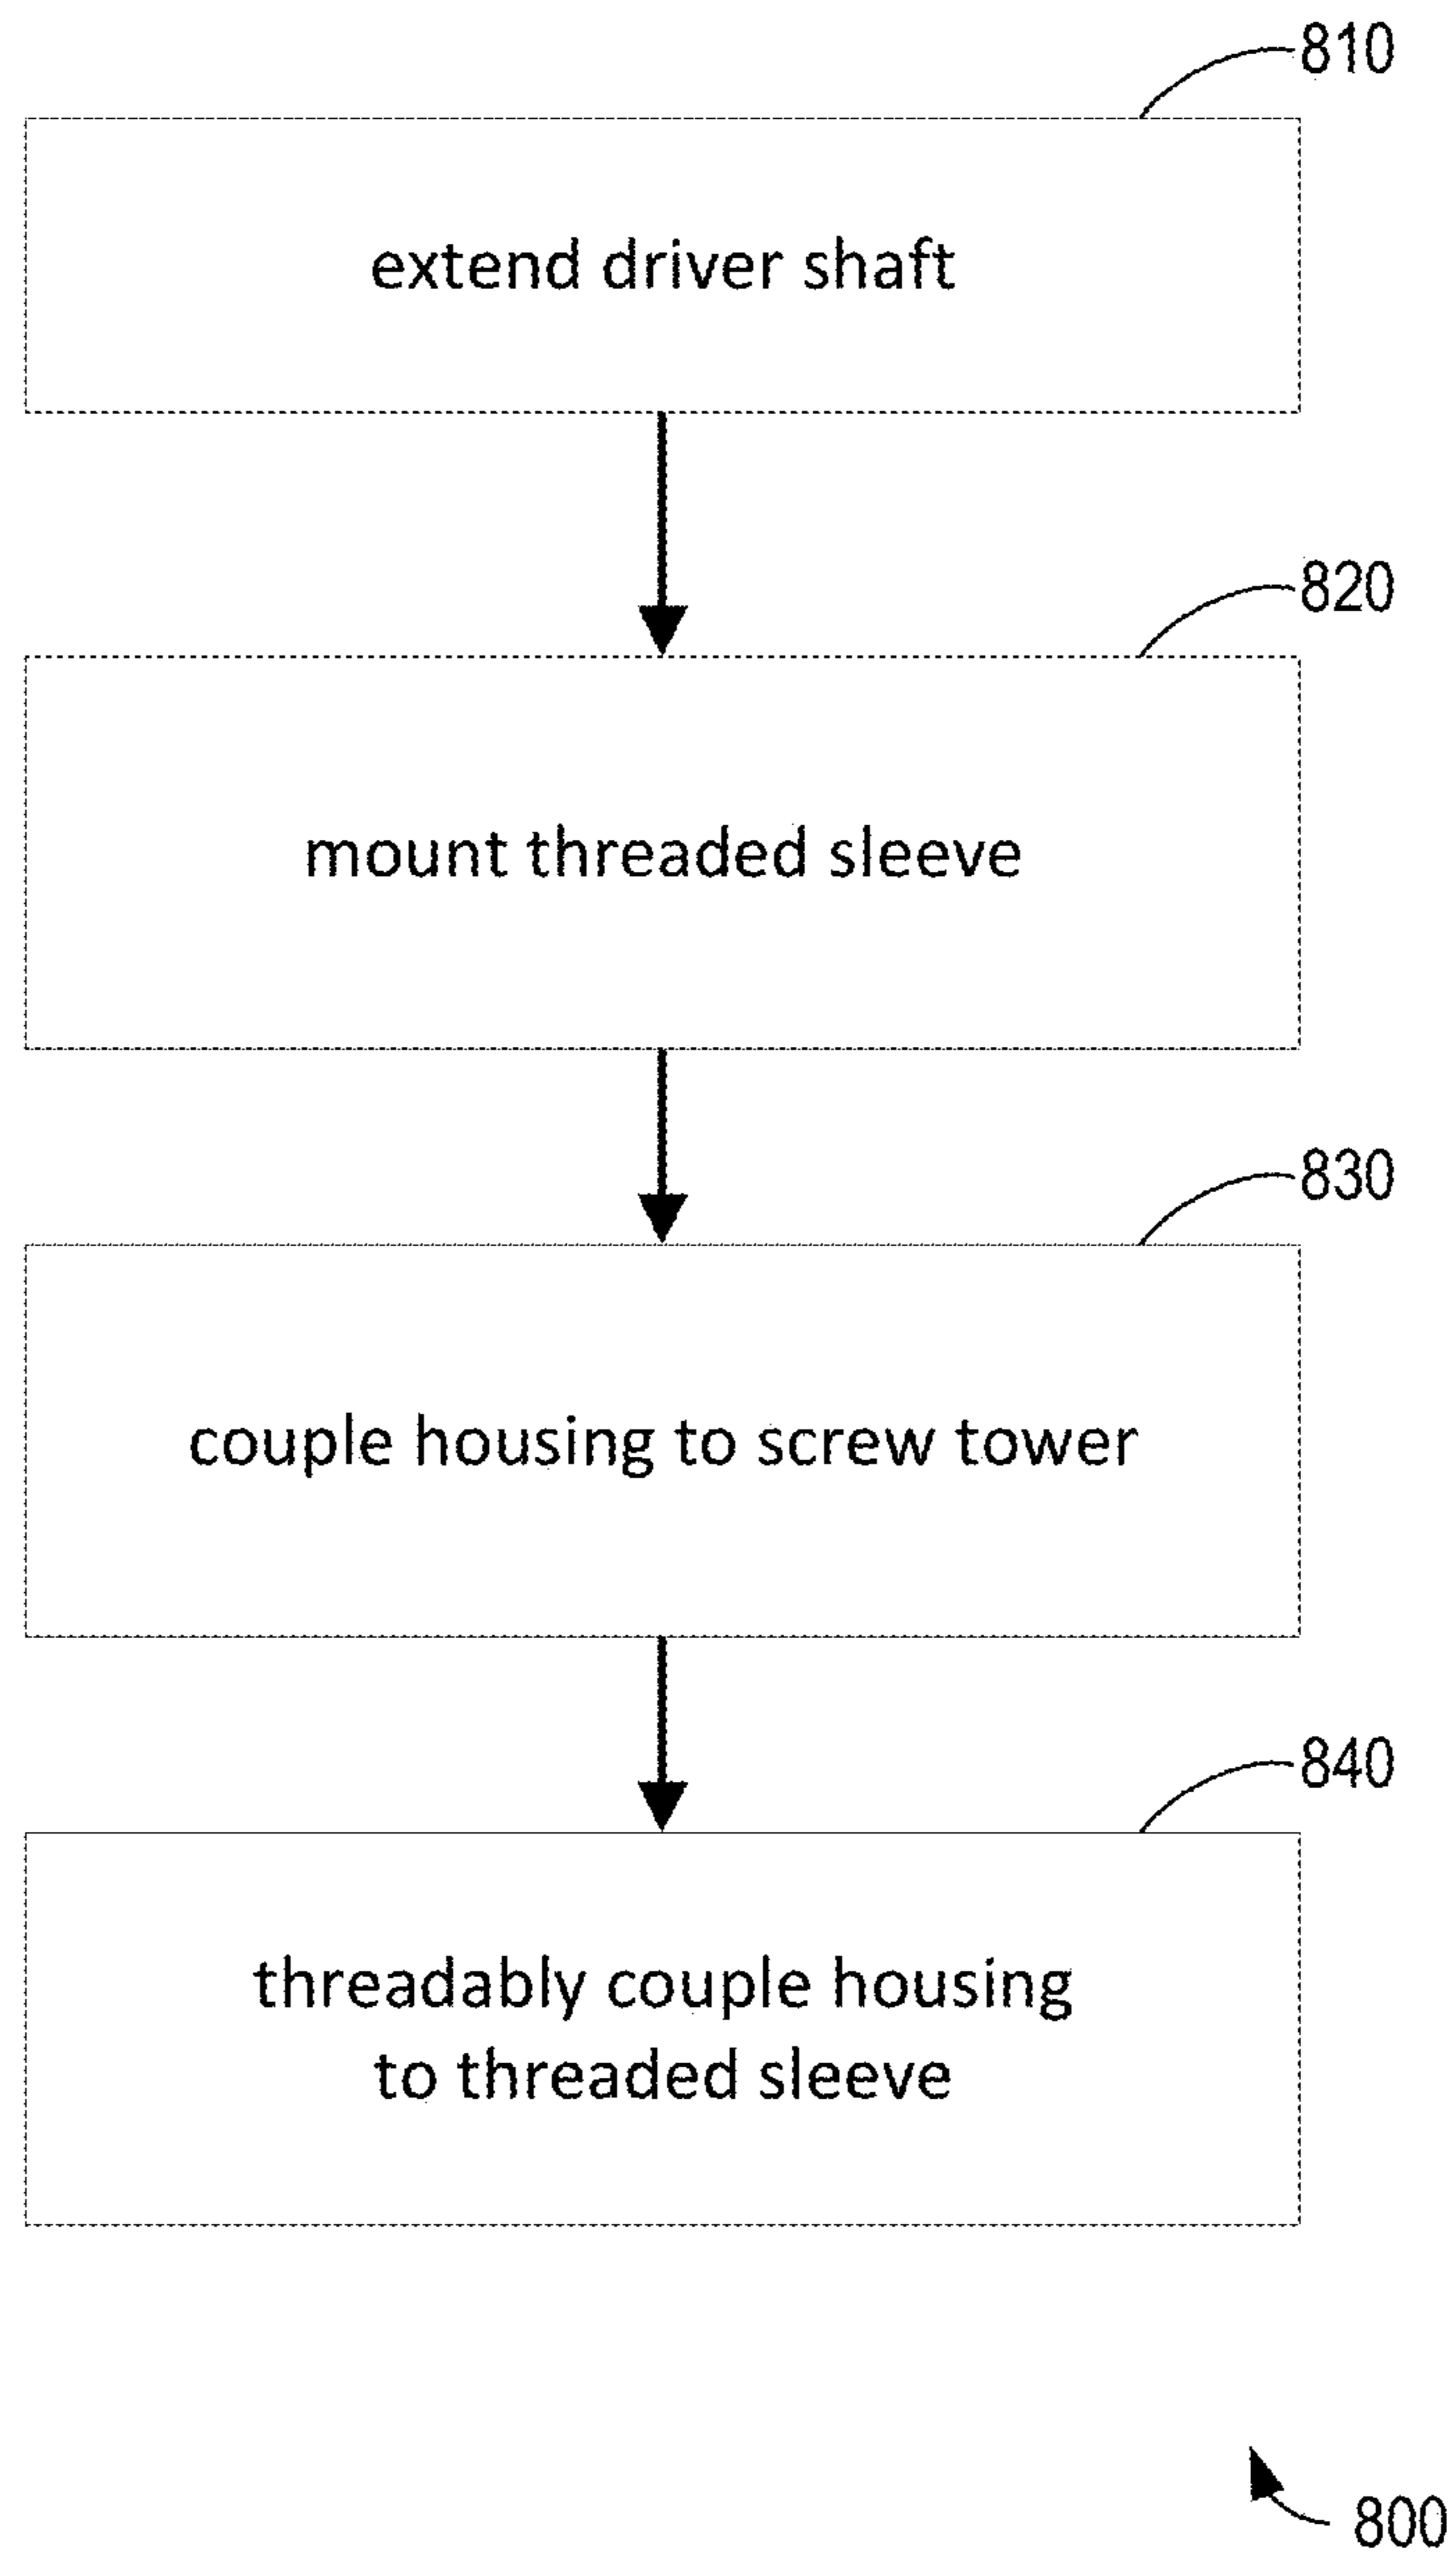 810
extend driver shaft
820
mount threaded sleeve
830
couple housing to screw tower
840
threadably couple housing
to threaded sleeve
800